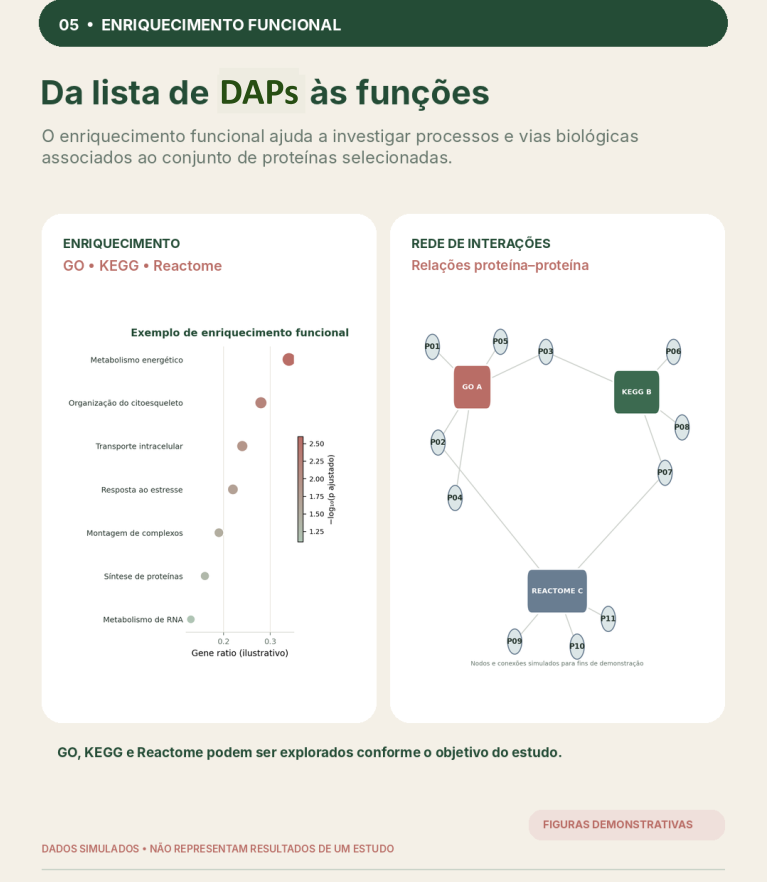 05 • ENRIQUECIMENTO FUNCIONAL
Da lista de DAPs às funções
O enriquecimento funcional ajuda a investigar processos e vias biológicas
associados ao conjunto de proteínas selecionadas.
ENRIQUECIMENTO
GO • KEGG • Reactome
Exemplo de enriquecimento funcional
Metabolismo energético
Organização do citoesqueleto
Transporte intracelular
Resposta ao estresse
Montagem de complexos
Síntese de proteínas
Metabolismo de RNA
0.2
0.3
Gene ratio (ilustrativo)
2.50
2.25
2.00
1.75
1.50
1.25
−log₁₀(p ajustado)
REDE DE INTERAÇÕES
Relações proteína–proteína
P01
P05
P03
P06
GO A
KEGG B
P08
P02
P07
P04
REACTOME C
P11
P09
P10
Nodos e conexões simulados para fins de demonstração
GO, KEGG e Reactome podem ser explorados conforme o objetivo do estudo.
FIGURAS DEMONSTRATIVAS
DADOS SIMULADOS • NÃO REPRESENTAM RESULTADOS DE UM ESTUDO